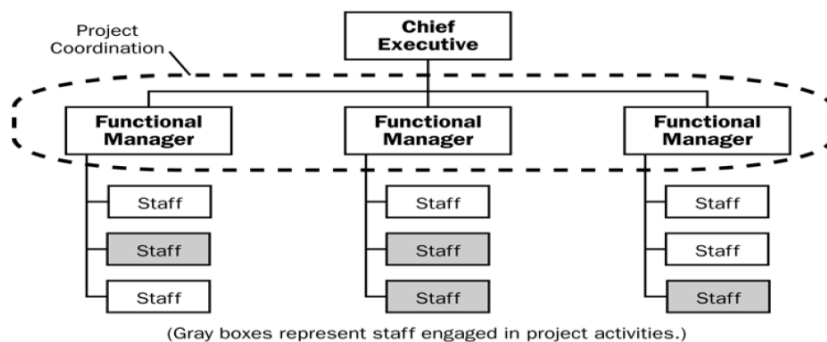 Project
Coordination
Chief
Executive
Functional
Manager
Functional
Manager
Functional
Manager
Staff
Staff
Staff
Staff
Staff
Staff
Staff
Staff
Staff
(Gray boxes represent staff engaged in project activities.)